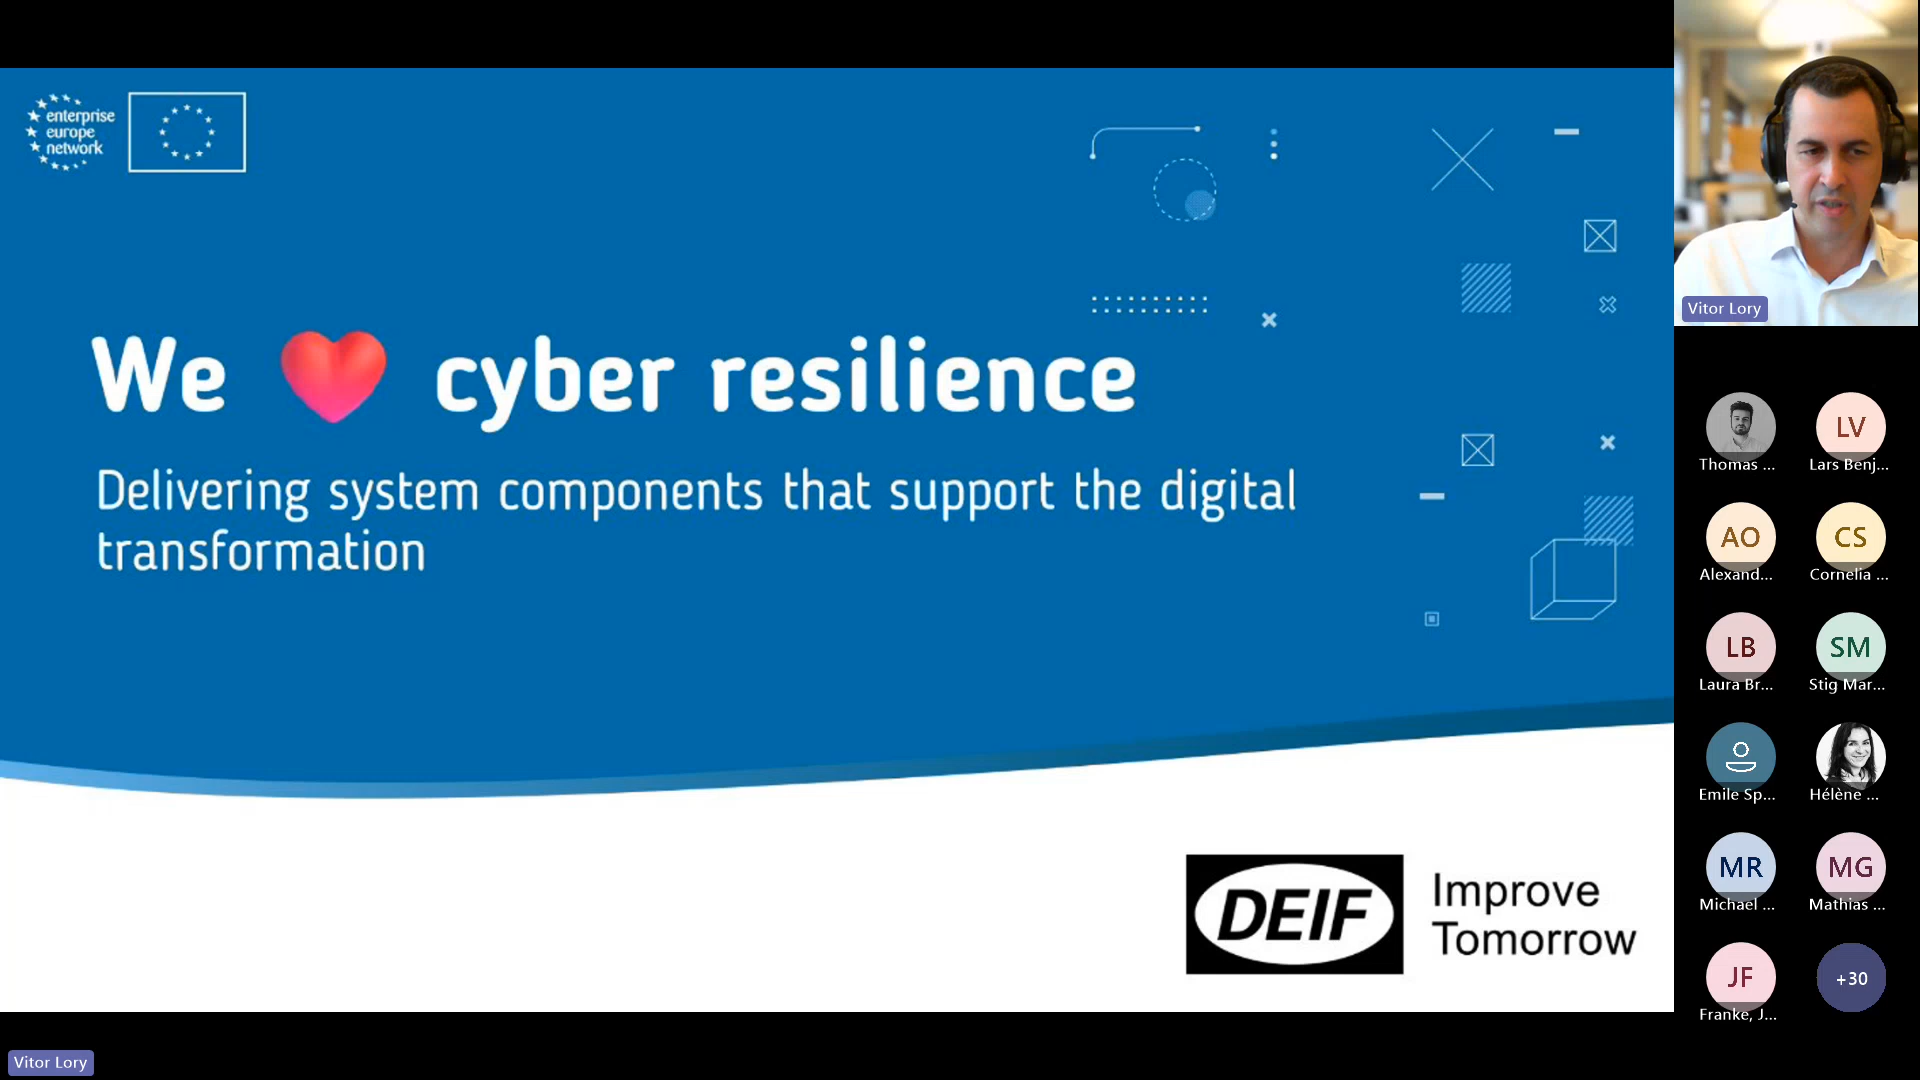 enterprise
europe
network
We cyber resilience
Delivering system components that support the digital
transformation
DEIF
Improve
Tomorrow
Vitor Lory
Thomas ...
LV
Lars Benj...
AO
Alexand...
CS
Cornelia ...
LB
Laura Br...
SM
Stig Mar...
Emile Sp...
Hélène ...
MR
Michael ...
MG
Mathias ...
JF
Franke, J...
+30
Vitor Lory